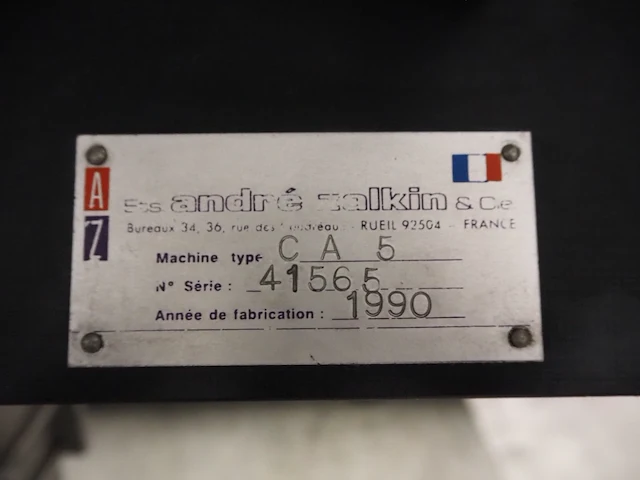 A
Z
Ets andré zalkin & Cie
Bureaux 34, 36, rue des - RUEIL 92504 - FRANCE
Machine type C A 5
N° Série : 41565
Année de fabrication : 1990